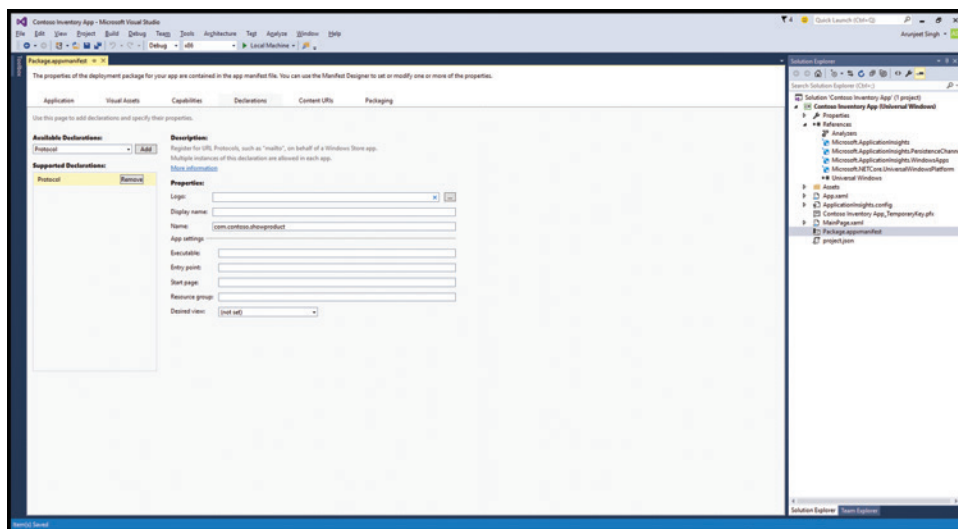 Contoso Inventory App - Microsoft Visual Studio
4
Quick Launch (Ctrl+Q)
File Edit View Project Build Debug Team Tools Architecture Test Analyze Window Help
Arunjeet Singh
Debug x86 Local Machine
Toolbox
Package.appxmanifest
The properties of the deployment package for your app are contained in the app manifest file. You can use the Manifest Designer to set or modify one or more of the properties.
Application Visual Assets Capabilities Declarations Content URIs Packaging
Use this page to add declarations and specify their properties.
Available Declarations:
Protocol Add
Supported Declarations:
Protocol Remove
Description:
Register for URL Protocols, such as "mailto", on behalf of a Windows Store app.
Multiple instances of this declaration are allowed in each app.
More information
Properties:
Logo:
Display name:
Name: com.contoso.showproduct
App settings
Executable:
Entry point:
Start page:
Resource group:
Desired view: (not set)
Solution Explorer
Search Solution Explorer (Ctrl+;)
Solution 'Contoso Inventory App' (1 project)
Contoso Inventory App (Universal Windows)
Properties
References
Analyzers
Microsoft.ApplicationInsights
Microsoft.ApplicationInsights.PersistenceChann
Microsoft.ApplicationInsights.WindowsApps
Microsoft.NETCore.UniversalWindowsPlatform
Universal Windows
Assets
App.xaml
ApplicationInsights.config
Contoso Inventory App_TemporaryKey.pfx
MainPage.xaml
Package.appxmanifest
project.json
Solution Explorer Team Explorer
Item(s) Saved